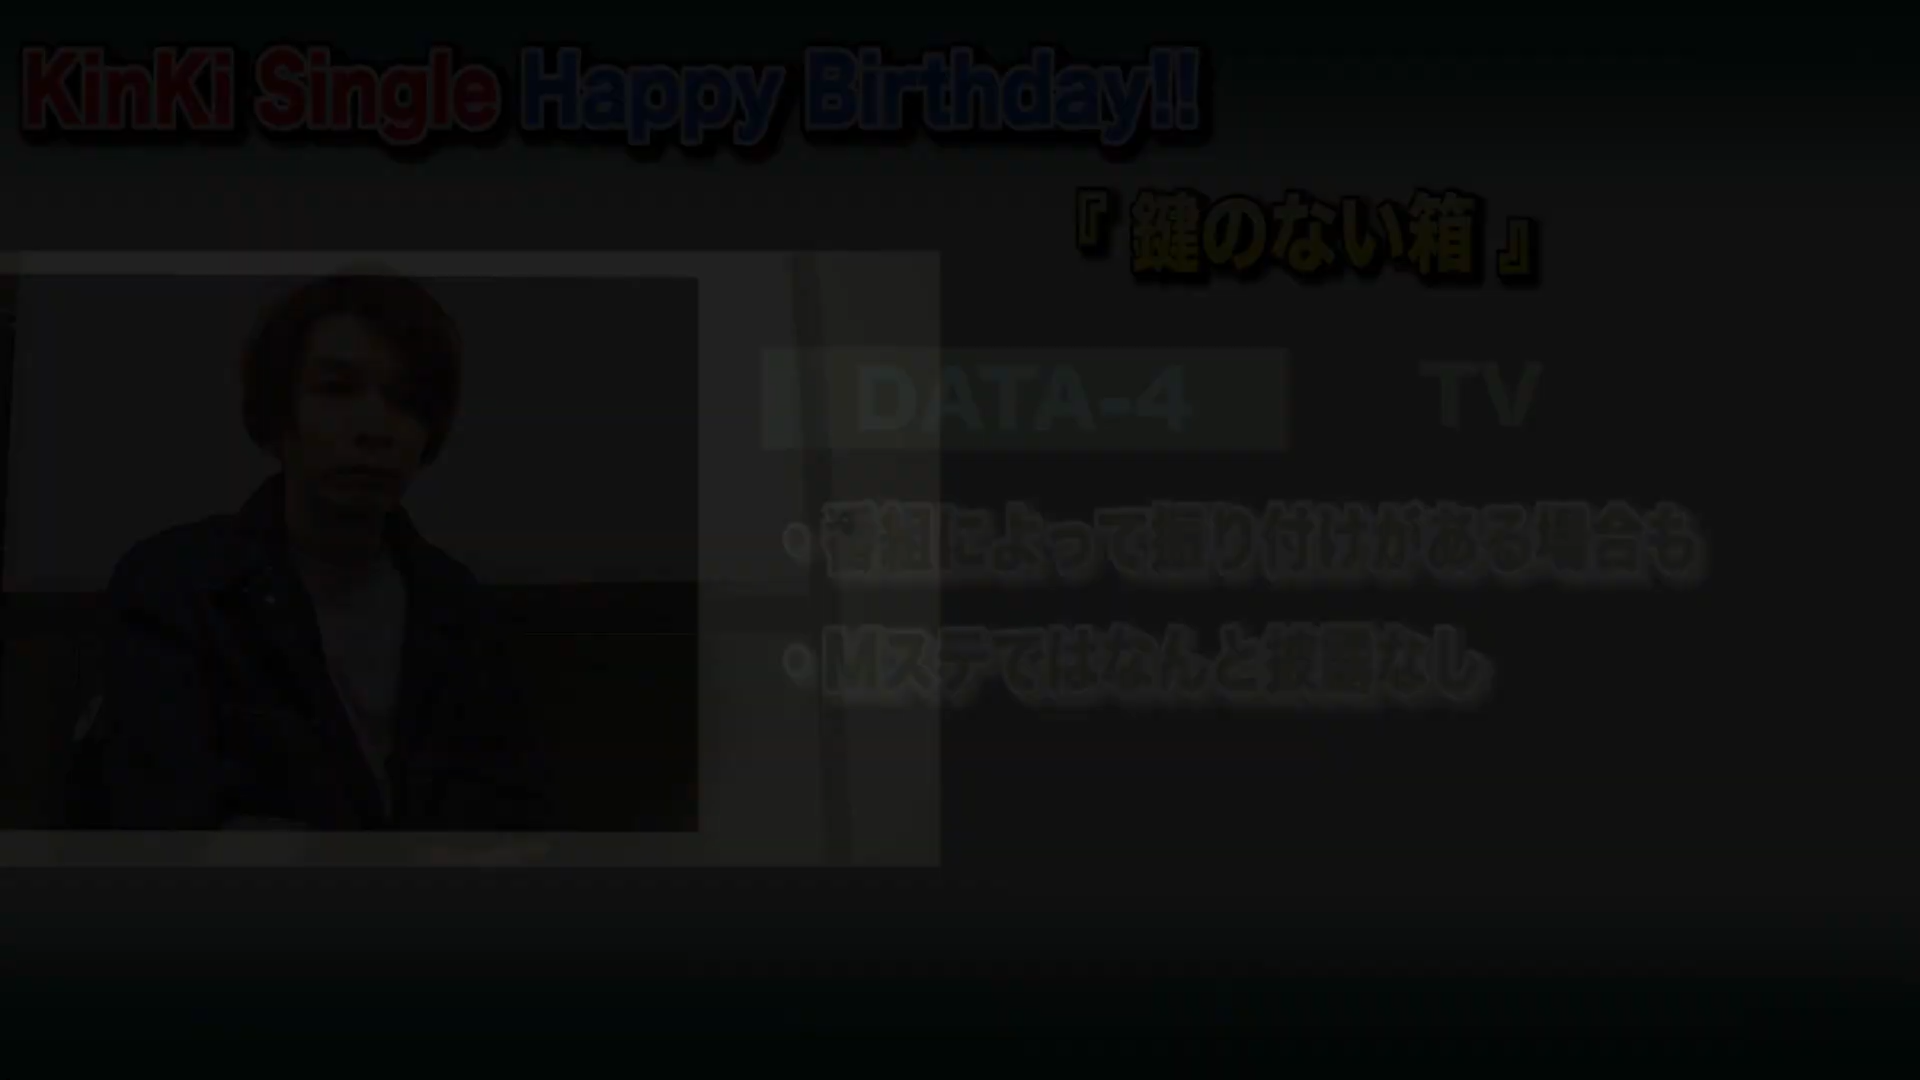 KinKi Single Happy Birthday!!
『 鍵のない箱 』
DATA-4 TV
• 番組によって振り付けがある場合も
• Mステではなんと披露なし